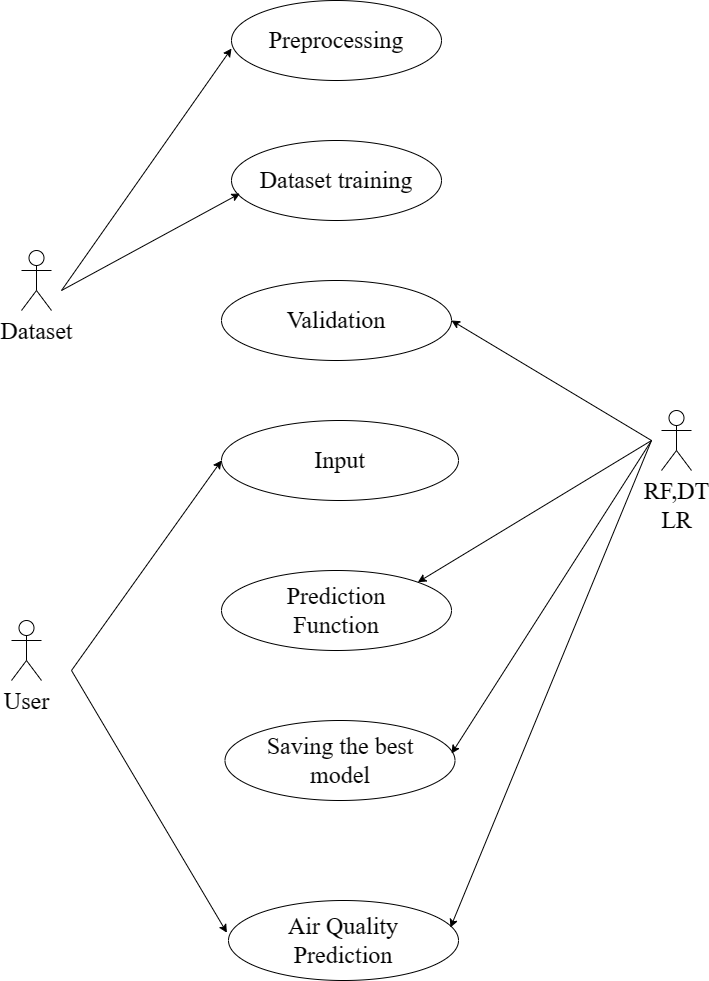 Preprocessing
Dataset training
Dataset
Validation
Input
RF,DT
LR
Prediction
Function
User
Saving the best
model
Air Quality
Prediction